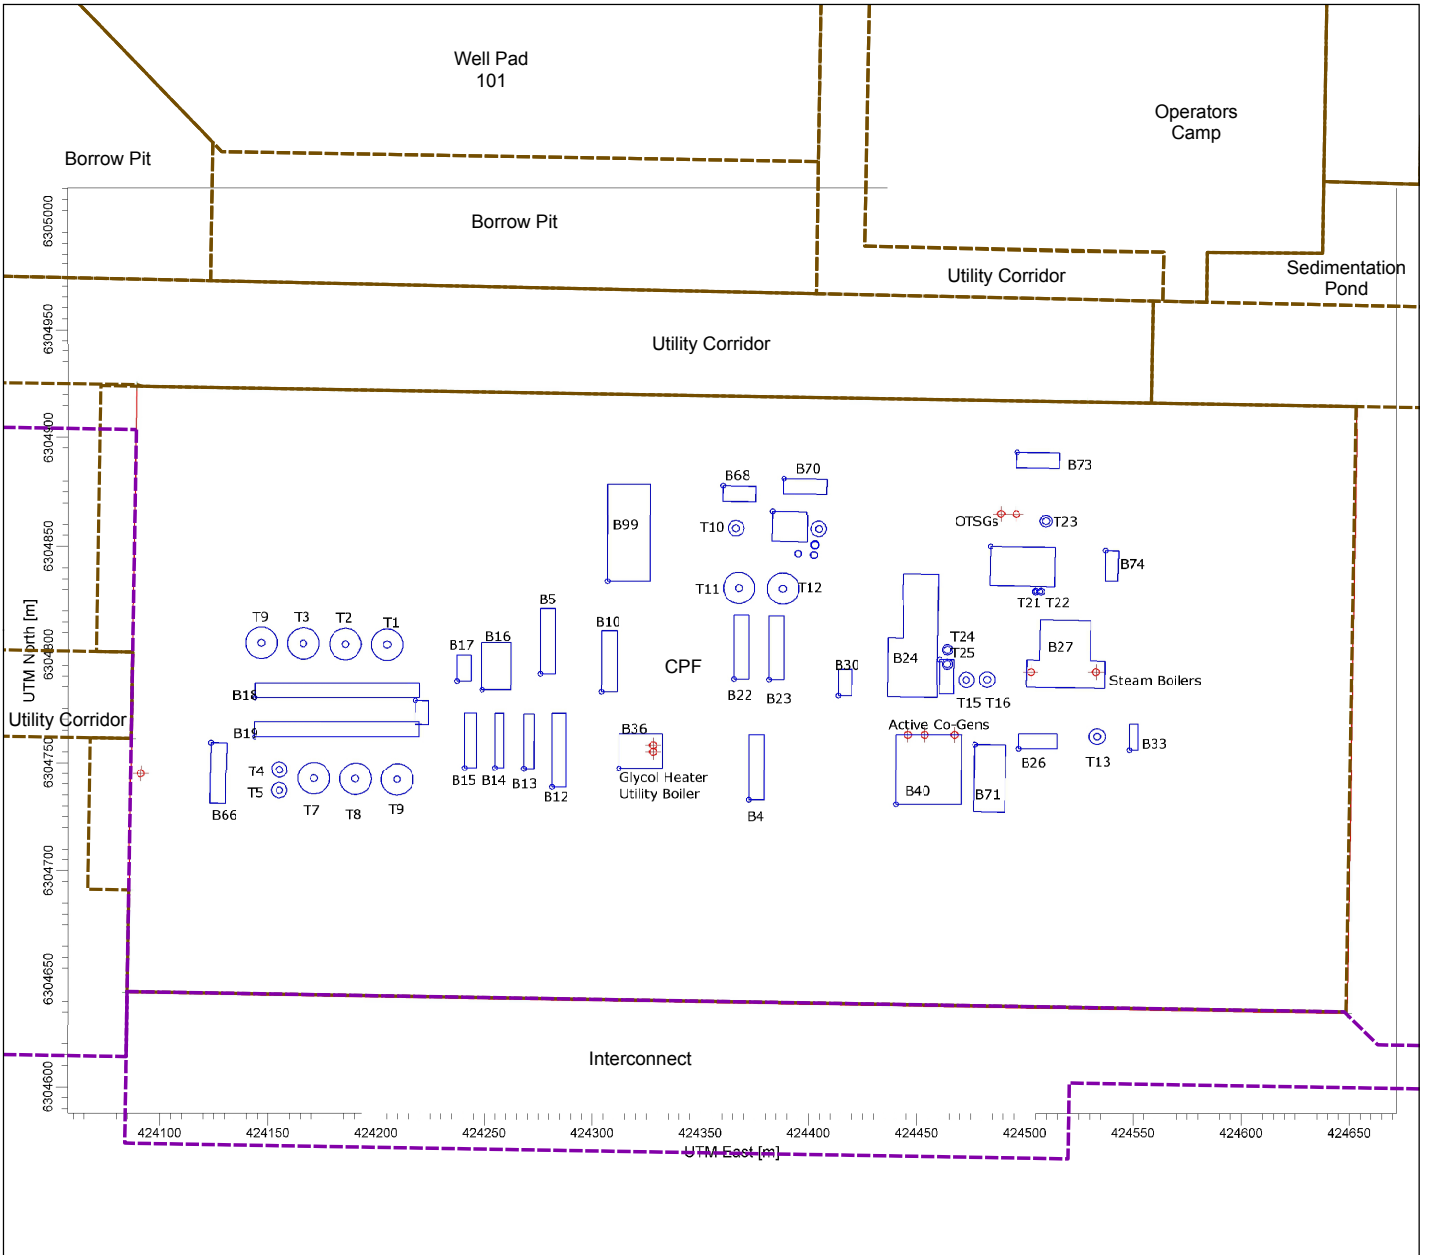 Well Pad
101
Operators
Camp
Borrow Pit
Borrow Pit
Utility Corridor
Sedimentation
Pond
Utility Corridor
B73
B68
B70
B99
T10
OTSGs
T23
B74
T11
T12
T21
T22
B5
B10
T9
T3
T2
T1
B17
B16
CPF
B30
B24
T24
T25
B27
Steam Boilers
B18
B22
B23
T15
T16
Utility Corridor
B19
B36
Active Co-Gens
B33
B26
T13
T4
T5
B15
B14
B13
B12
Glycol Heater
Utility Boiler
B66
T7
T8
T9
B4
B40
B71
Interconnect
6305000
6304950
6304900
6304850
6304800
6304750
6304700
6304650
6304600
UTM North [m]
424100
424150
424200
424250
424300
424350
424400
424450
424500
424550
424600
424650
UTM East [m]